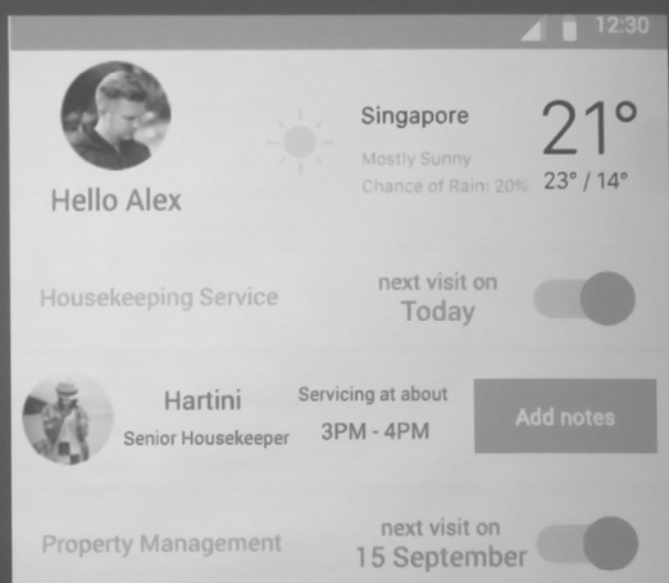 12:30
Singapore
21°
Mostly Sunny
Chance of Rain: 20%
23° / 14°
Hello Alex
Housekeeping Service
next visit on
Today
Hartini
Senior Housekeeper
Servicing at about
3PM - 4PM
Add notes
Property Management
next visit on
15 September